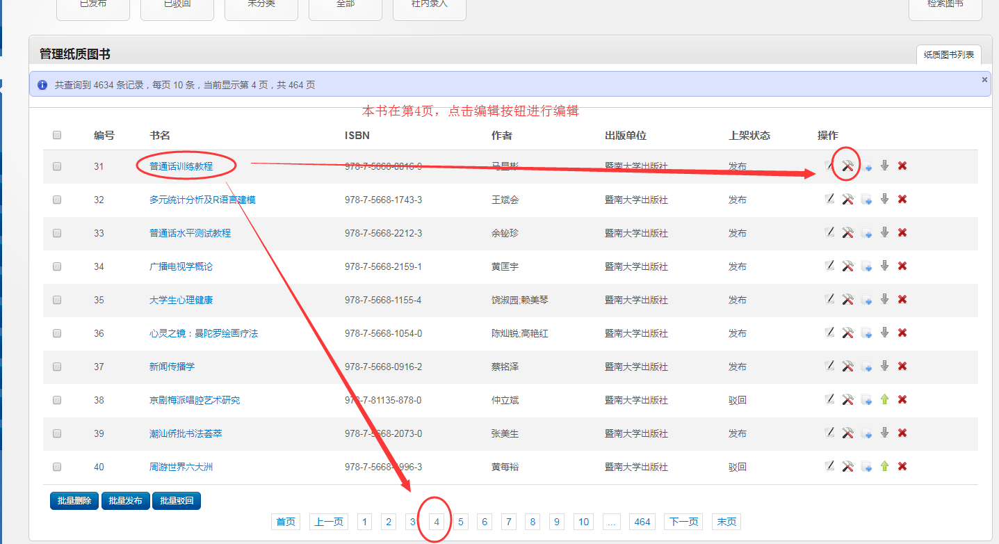 已发布 已驳回 未分类 全部 社内录入 检索图书
管理纸质图书 纸质图书列表
共查询到 4634 条记录，每页 10 条，当前显示第 4 页，共 464 页
本书在第4页，点击编辑按钮进行编辑
编号 书名 ISBN 作者 出版单位 上架状态 操作
31 普通话训练教程 978-7-5668-0816-9 马显彬 暨南大学出版社 发布
32 多元统计分析及R语言建模 978-7-5668-1743-3 王斌会 暨南大学出版社 发布
33 普通话水平测试教程 978-7-5668-2212-3 余铋珍 暨南大学出版社 发布
34 广播电视学概论 978-7-5668-2159-1 黄匡宇 暨南大学出版社 发布
35 大学生心理健康 978-7-5668-1155-4 饶淑园;赖美琴 暨南大学出版社 发布
36 心灵之镜：曼陀罗绘画疗法 978-7-5668-1054-0 陈灿锐;高艳红 暨南大学出版社 发布
37 新闻传播学 978-7-5668-0916-2 蔡铭泽 暨南大学出版社 发布
38 京剧梅派唱腔艺术研究 978-7-81135-878-0 仲立斌 暨南大学出版社 驳回
39 潮汕侨批书法荟萃 978-7-5668-2073-0 张美生 暨南大学出版社 发布
40 周游世界六大洲 黄每裕 暨南大学出版社 驳回
批量删除 批量发布 批量驳回
首页 上一页 1 2 3 4 5 6 7 8 9 10 ... 464 下一页 末页